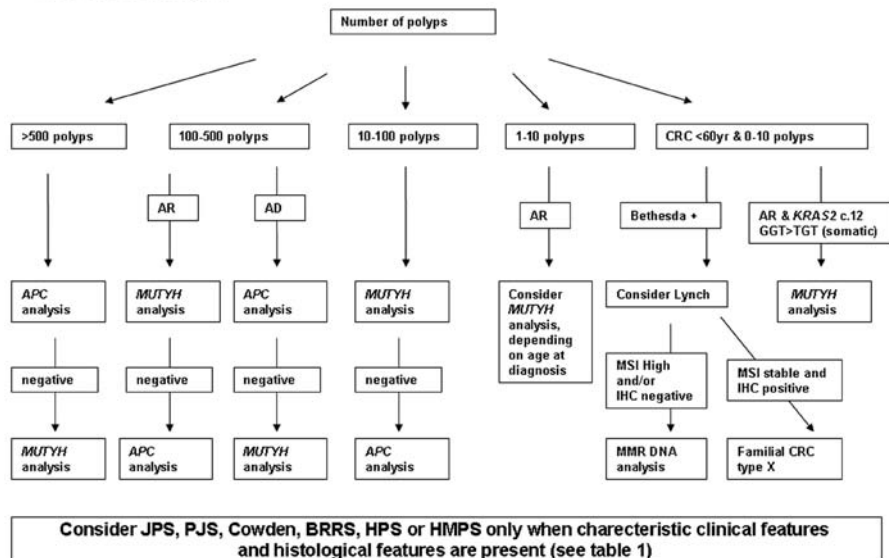 Number of polyps
>500 polyps
100-500 polyps
10-100 polyps
1-10 polyps
CRC <60yr & 0-10 polyps
AR
AD
AR
Bethesda +
AR & KRAS2 c.12
GGT>TGT (somatic)
APC
analysis
MUTYH
analysis
APC
analysis
MUTYH
analysis
Consider
MUTYH
analysis,
depending
on age at
diagnosis
Consider Lynch
MUTYH
analysis
negative
negative
negative
negative
MSI High
and/or
IHC negative
MSI stable and
IHC positive
MUTYH
analysis
APC
analysis
MUTYH
analysis
APC
analysis
MMR DNA
analysis
Familial CRC
type X
Consider JPS, PJS, Cowden, BRRS, HPS or HMPS only when charecteristic clinical features
and histological features are present (see table 1)